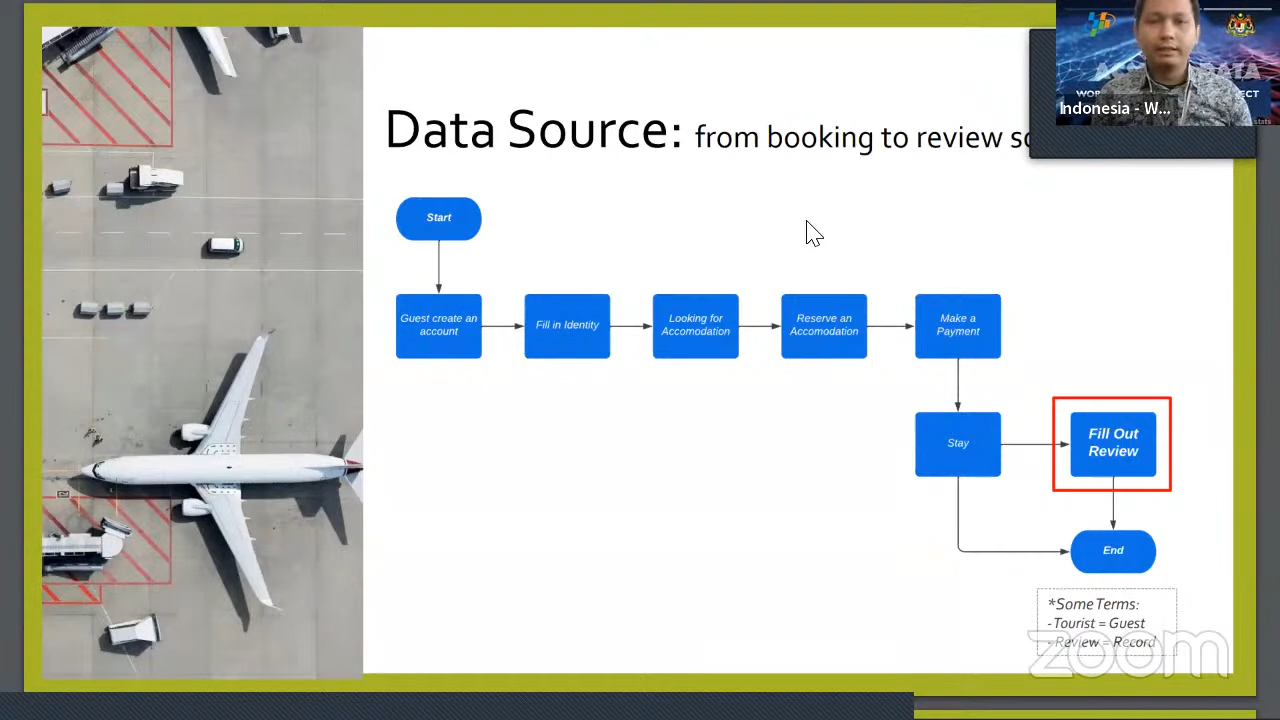 Data Source: from booking to review
Indonesia - W...
Start
Guest create an
account
Fill in Identity
Looking for
Accomodation
Reserve an
Accomodation
Make a
Payment
Stay
Fill Out
Review
End
*Some Terms:
- Tourist = Guest
- Review = Record
zoom